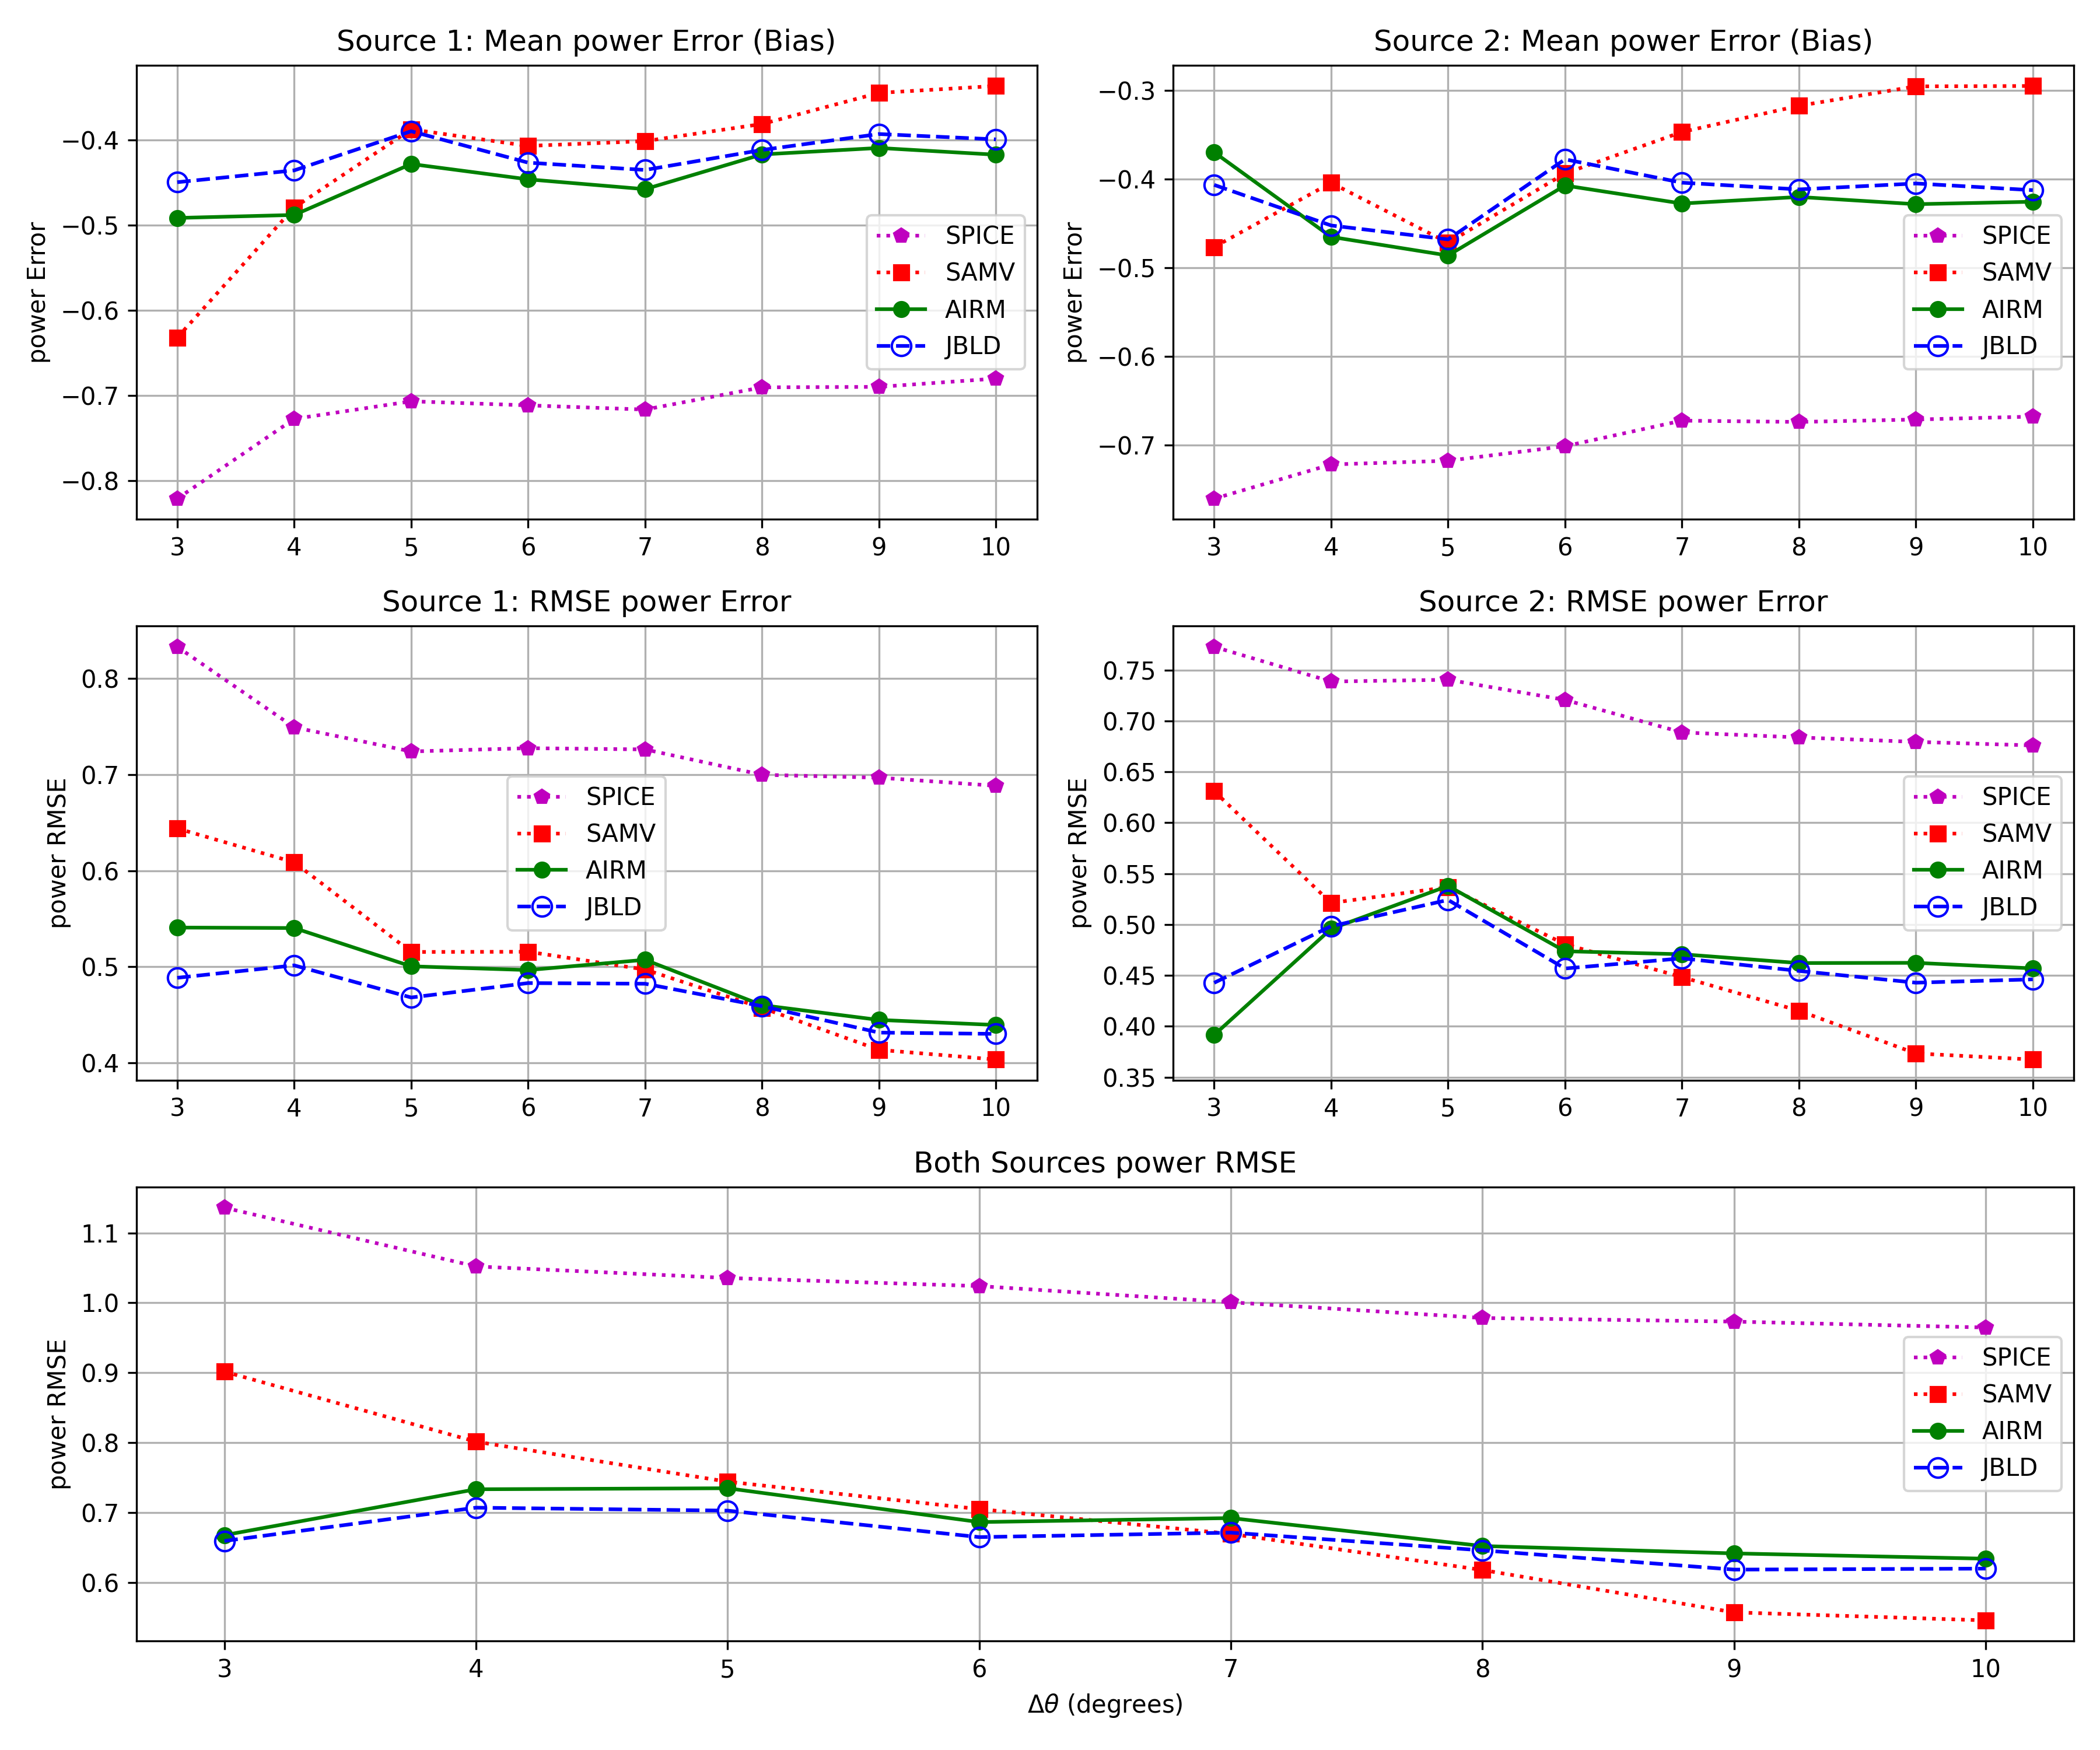 Source 1: Mean power Error (Bias)
power Error
−0.4
−0.5
−0.6
−0.7
−0.8
3 4 5 6 7 8 9 10
SPICE
SAMV
AIRM
JBLD
Source 2: Mean power Error (Bias)
power Error
−0.3
−0.4
−0.5
−0.6
−0.7
3 4 5 6 7 8 9 10
SPICE
SAMV
AIRM
JBLD
Source 1: RMSE power Error
power RMSE
0.8
0.7
0.6
0.5
0.4
3 4 5 6 7 8 9 10
SPICE
SAMV
AIRM
JBLD
Source 2: RMSE power Error
power RMSE
0.75
0.70
0.65
0.60
0.55
0.50
0.45
0.40
0.35
3 4 5 6 7 8 9 10
SPICE
SAMV
AIRM
JBLD
Both Sources power RMSE
power RMSE
1.1
1.0
0.9
0.8
0.7
0.6
3 4 5 6 7 8 9 10
Δθ (degrees)
SPICE
SAMV
AIRM
JBLD